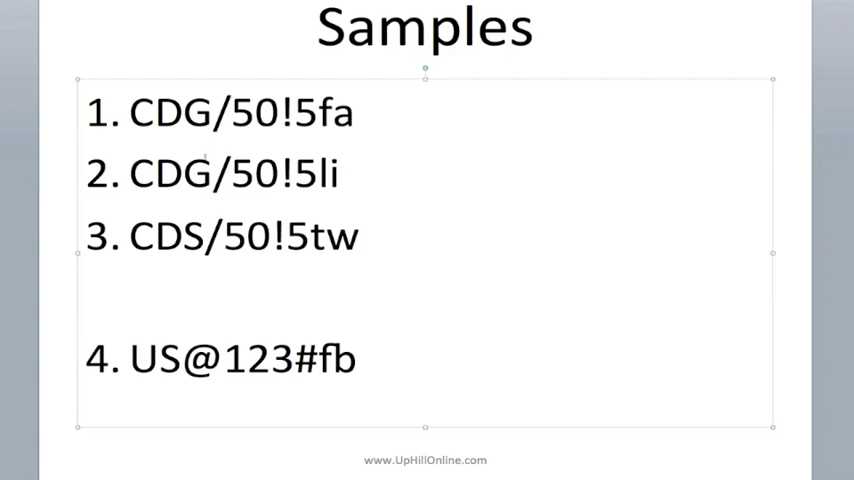 Samples
1. CDG/50!5fa
2. CDG/50!5li
3. CDS/50!5tw
4. US@123#fb
www.UpHillOnline.com